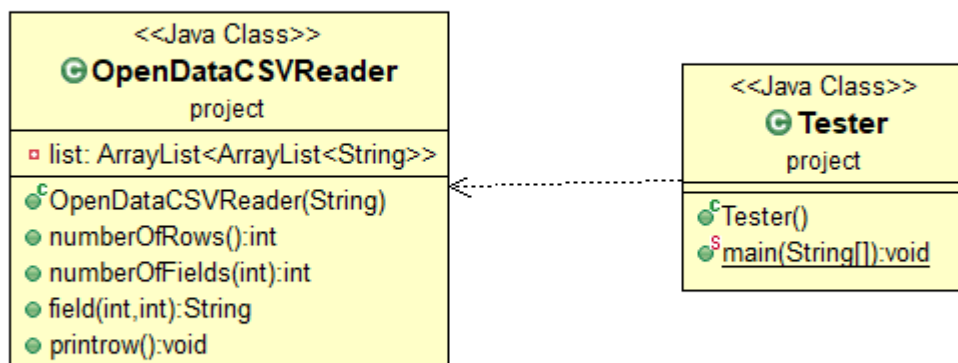 <<Java Class>>
OpenDataCSVReader
project
list: ArrayList<ArrayList<String>>
OpenDataCSVReader(String)
numberOfRows():int
numberOfFields(int):int
field(int,int):String
printrow():void
<<Java Class>>
Tester
project
Tester()
main(String[]):void